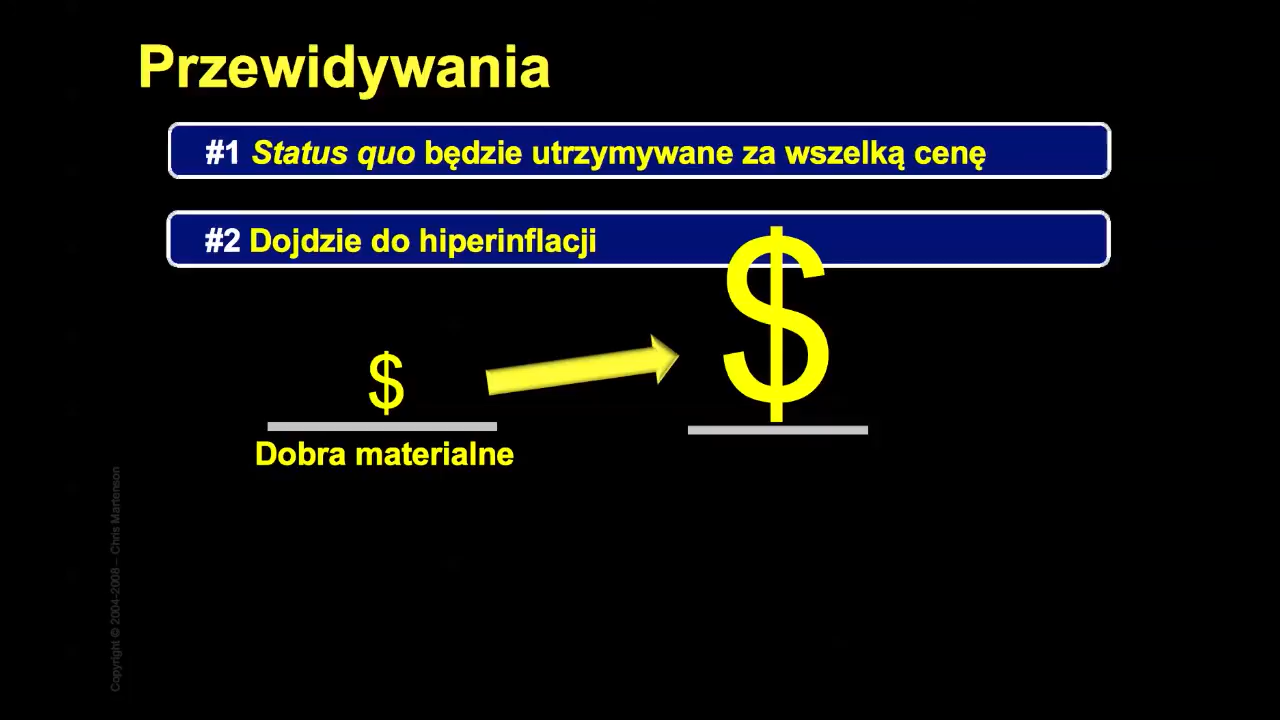 Przewidywania
#1 Status quo będzie utrzymywane za wszelką cenę
#2 Dojdzie do hiperinflacji
$
$
Dobra materialne
Copyright © 2004-2008 – Chris Martenson